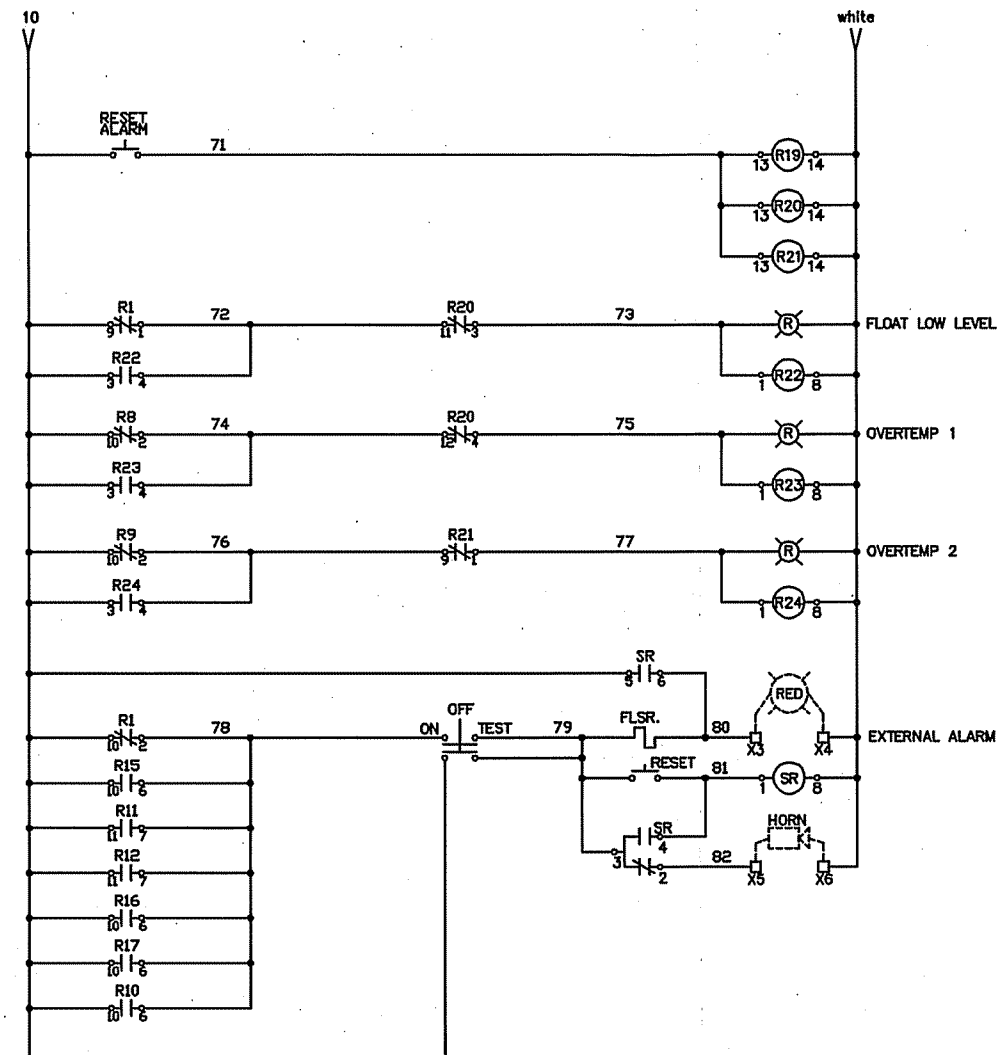 10 white
RESET
ALARM
71
13 R19 14
13 R20 14
13 R21 14
R1 72 R20 73
9 1 11 3 R FLOAT LOW LEVEL
R22
3 4 1 R22 8
R8 74 R20 75
10 2 12 4 R OVERTEMP 1
R23
3 4 1 R23 8
R9 76 R21 77
10 2 9 1 R OVERTEMP 2
R24
3 4 1 R24 8
SR
5 6 RED
OFF
R1 78 ON TEST 79 FLSR. 80 EXTERNAL ALARM
10 2 X3 X4
RESET 81
R15 1 SR 8
10 6
R11 SR HORN
11 7 4
R12 3 82
11 7 2 X5 X6
R16
10 6
R17
10 6
R10
10 6